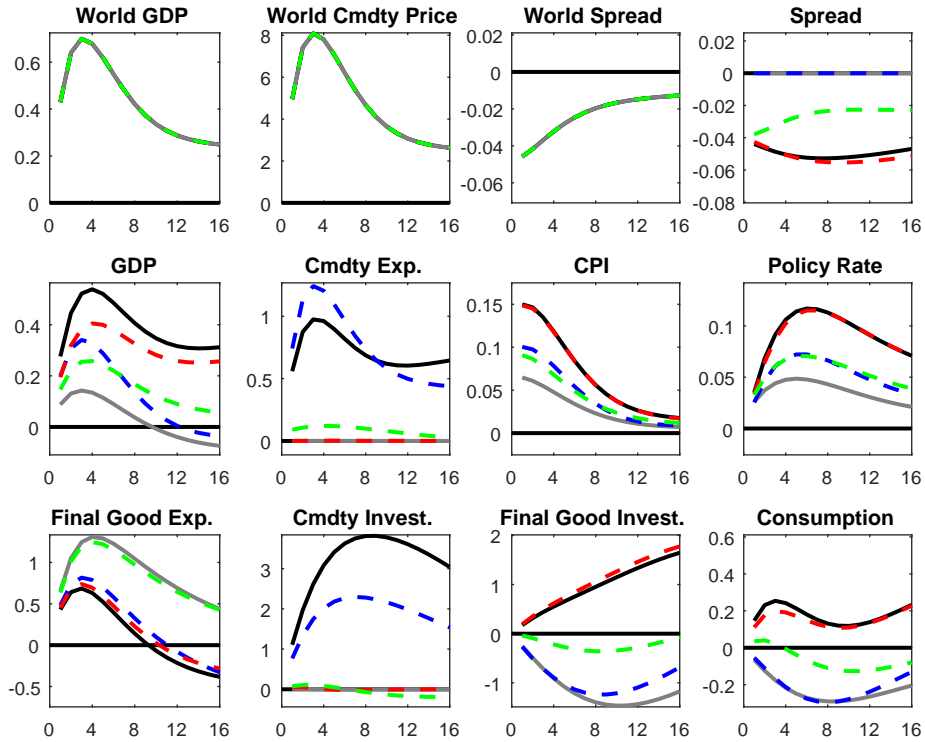 World GDP
0.6
0.4
0.2
0
0 4 8 12 16
World Cmdty Price
8
6
4
2
0
0 4 8 12 16
World Spread
0.02
0
-0.02
-0.04
-0.06
0 4 8 12 16
Spread
0.02
0
-0.02
-0.04
-0.06
-0.08
0 4 8 12 16
GDP
0.4
0.2
0
0 4 8 12 16
Cmdty Exp.
1
0.5
0
0 4 8 12 16
CPI
0.15
0.1
0.05
0
0 4 8 12 16
Policy Rate
0.1
0.05
0
0 4 8 12 16
Final Good Exp.
1
0.5
0
-0.5
0 4 8 12 16
Cmdty Invest.
3
2
1
0
0 4 8 12 16
Final Good Invest.
2
1
0
-1
0 4 8 12 16
Consumption
0.6
0.4
0.2
0
-0.2
0 4 8 12 16